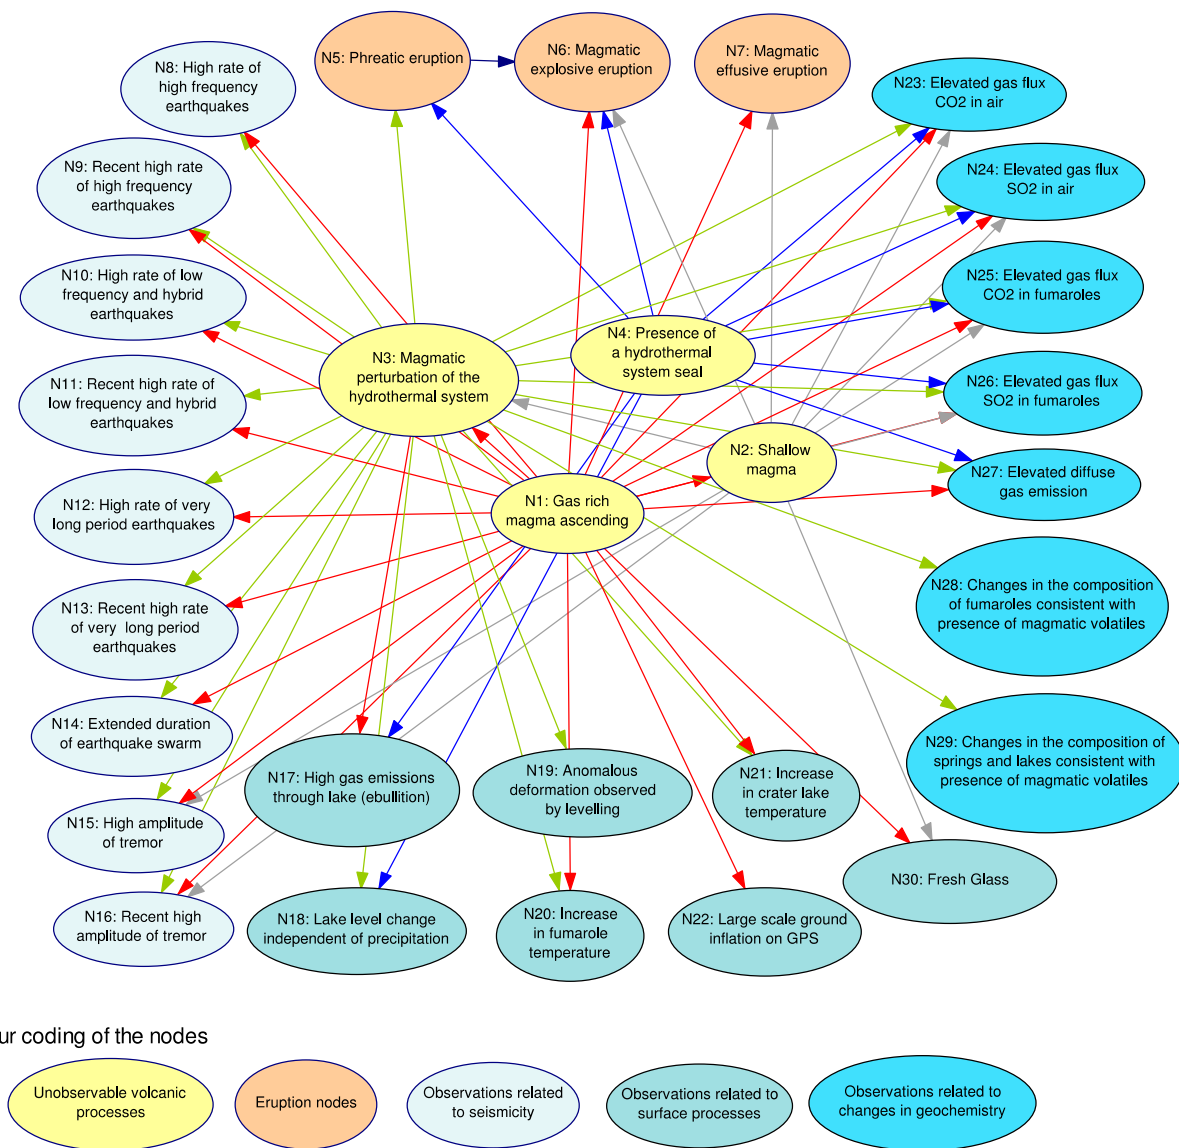 N5: Phreatic eruption
N6: Magmatic
explosive eruption
N7: Magmatic
effusive eruption
N8: High rate of
high frequency
earthquakes
N23: Elevated gas flux
CO2 in air
N9: Recent high rate
of high frequency
earthquakes
N24: Elevated gas flux
SO2 in air
N10: High rate of low
frequency and hybrid
earthquakes
N25: Elevated gas flux
CO2 in fumaroles
N3: Magmatic
perturbation of the
hydrothermal system
N4: Presence of
a hydrothermal
system seal
N11: Recent high rate of
low frequency and hybrid
earthquakes
N26: Elevated gas flux
SO2 in fumaroles
N2: Shallow
magma
N27: Elevated diffuse
gas emission
N12: High rate of very
long period earthquakes
N1: Gas rich
magma ascending
N13: Recent high rate
of very long period
earthquakes
N28: Changes in the composition
of fumaroles consistent with
presence of magmatic volatiles
N14: Extended duration
of earthquake swarm
N29: Changes in the composition of
springs and lakes consistent with
presence of magmatic volatiles
N17: High gas emissions
through lake (ebullition)
N19: Anomalous
deformation observed
by levelling
N21: Increase
in crater lake
temperature
N15: High amplitude
of tremor
N30: Fresh Glass
N16: Recent high
amplitude of tremor
N18: Lake level change
independent of precipitation
N20: Increase
in fumarole
temperature
N22: Large scale ground
inflation on GPS
ur coding of the nodes
Unobservable volcanic
processes
Eruption nodes
Observations related
to seismicity
Observations related to
surface processes
Observations related to
changes in geochemistry